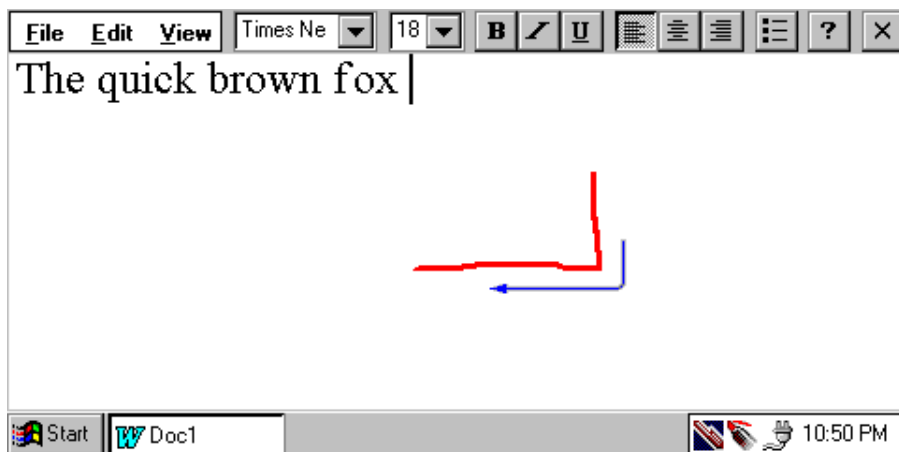 File Edit View Times Ne 18 B I U ? ×
The quick brown fox
Start W Doc1 10:50 PM